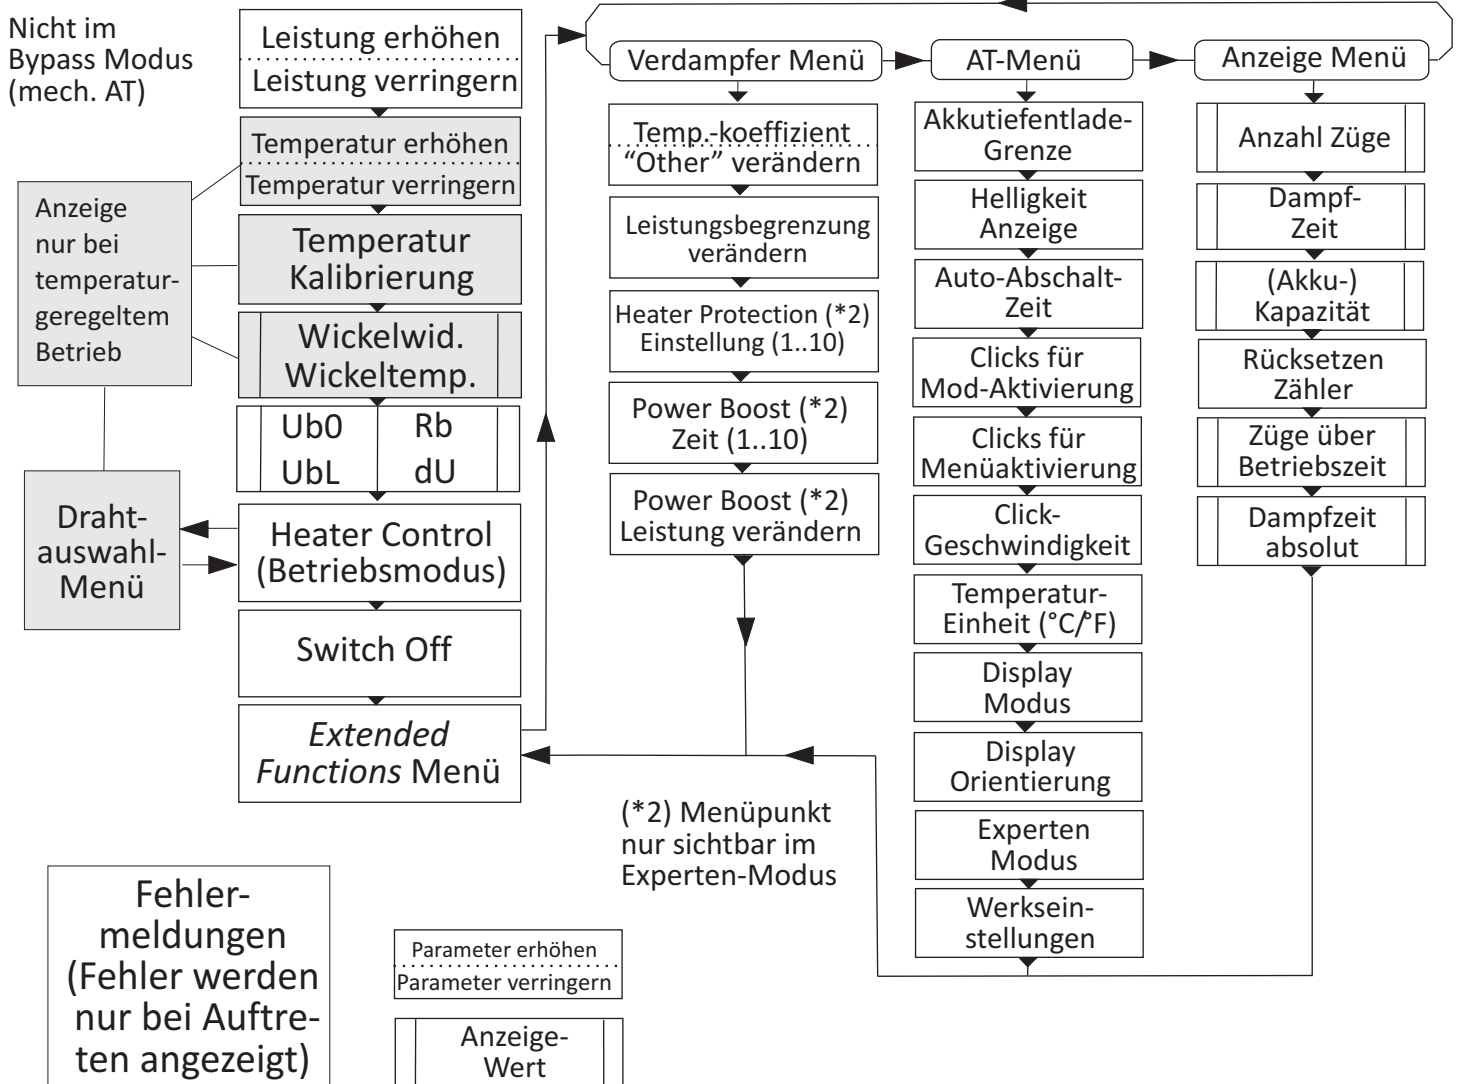 Nicht im
Bypass Modus
(mech. AT)
Leistung erhöhen
Leistung verringern
Temperatur erhöhen
Temperatur verringern
Anzeige
nur bei
temperatur-
geregeltem
Betrieb
Temperatur
Kalibrierung
Wickelwid.
Wickeltemp.
Ub0
Rb
UbL
dU
Draht-
auswahl-
Menü
Heater Control
(Betriebsmodus)
Switch Off
Extended
Functions Menü
Verdampfer Menü
Temp.-koeffizient
“Other” verändern
Leistungsbegrenzung
verändern
Heater Protection (*2)
Einstellung (1..10)
Power Boost (*2)
Zeit (1..10)
Power Boost (*2)
Leistung verändern
(*2) Menüpunkt
nur sichtbar im
Experten-Modus
AT-Menü
Akkutiefentlade-
Grenze
Helligkeit
Anzeige
Auto-Abschalt-
Zeit
Clicks für
Mod-Aktivierung
Clicks für
Menüaktivierung
Click-
Geschwindigkeit
Temperatur-
Einheit (°C/°F)
Display
Modus
Display
Orientierung
Experten
Modus
Werksein-
stellungen
Anzeige Menü
Anzahl Züge
Dampf-
Zeit
(Akku-)
Kapazität
Rücksetzen
Zähler
Züge über
Betriebszeit
Dampfzeit
absolut
Fehler-
meldungen
(Fehler werden
nur bei Auftre-
ten angezeigt)
Parameter erhöhen
Parameter verringern
Anzeige-
Wert